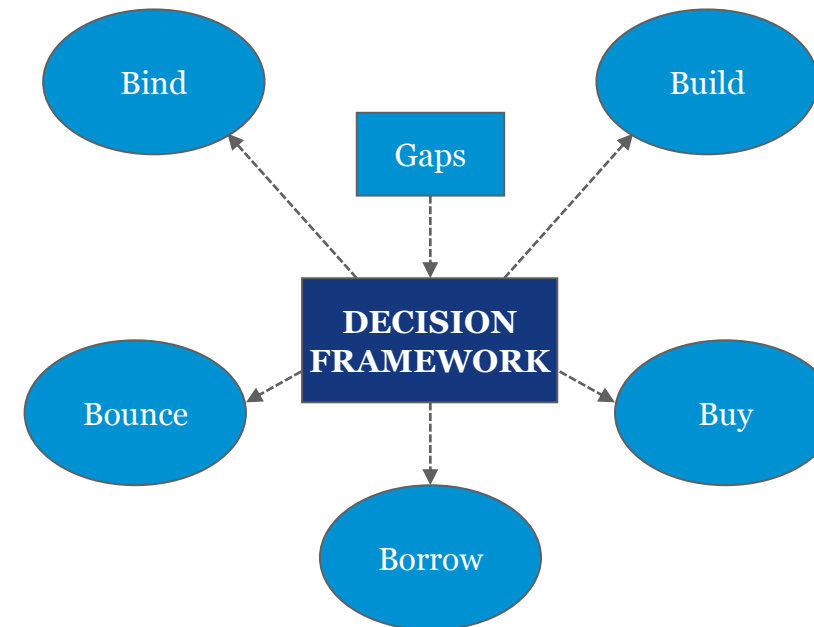 Bind
Build
Gaps
DECISION
FRAMEWORK
Bounce
Buy
Borrow